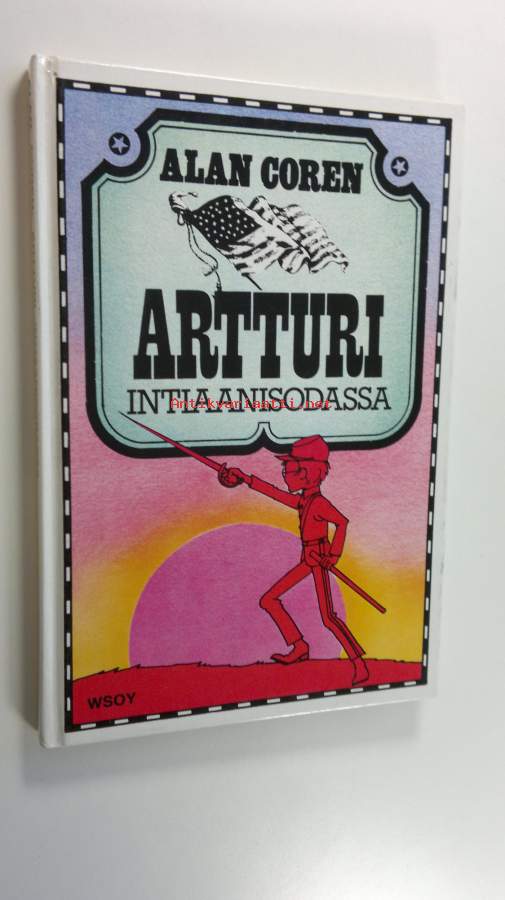 ALAN COREN
ARTTURI
INTIAANISODASSA
Antikvariaatti.net
WSOY